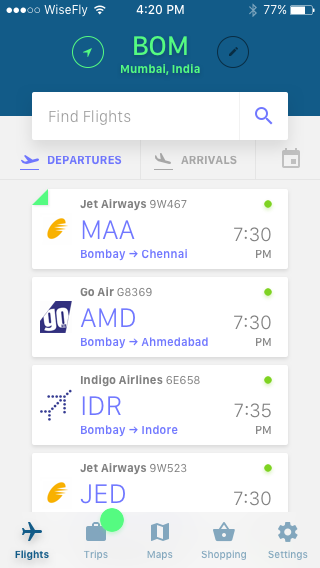 WiseFly 4:20 PM 77%
BOM
Mumbai, India
Find Flights
DEPARTURES ARRIVALS
Jet Airways 9W467
MAA 7:30
Bombay → Chennai PM
Go Air G8369
go AMD 7:30
Bombay → Ahmedabad PM
Indigo Airlines 6E658
IDR 7:35
Bombay → Indore PM
Jet Airways 9W523
JED 7:30
Flights Trips Maps Shopping Settings